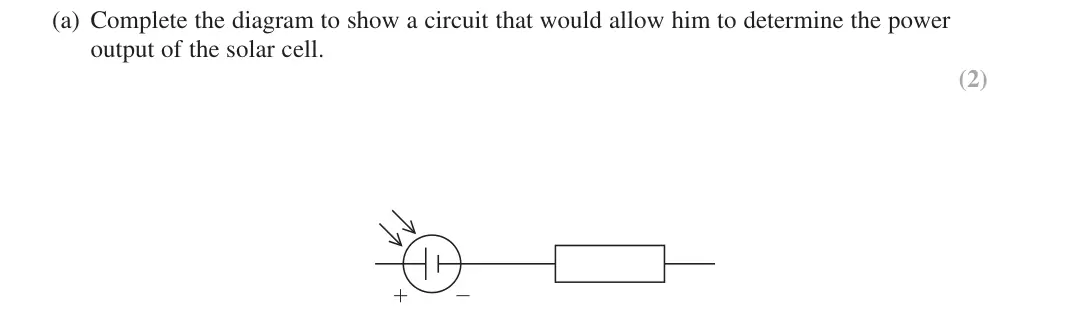 (a) Complete the diagram to show a circuit that would allow him to determine the power
output of the solar cell.
(2)
+ −